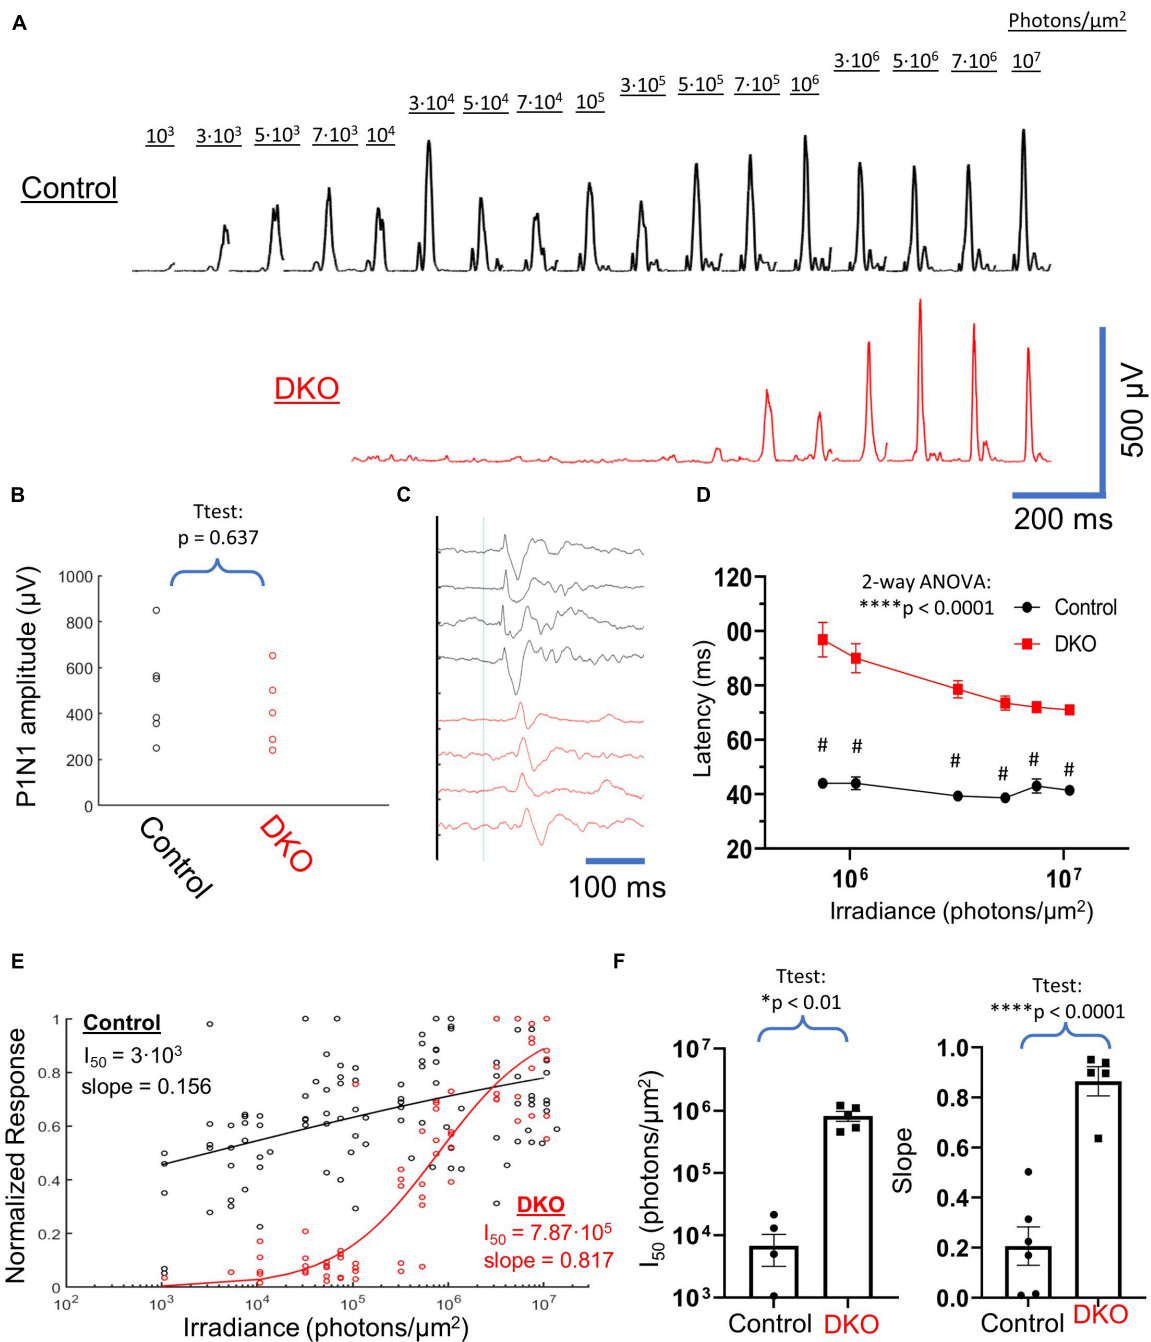 A
Photons/µm²
10³ 3·10³ 5·10³ 7·10³ 10⁴ 3·10⁴ 5·10⁴ 7·10⁴ 10⁵ 3·10⁵ 5·10⁵ 7·10⁵ 10⁶ 3·10⁶ 5·10⁶ 7·10⁶ 10⁷
Control
DKO
500 µV
200 ms
B
Ttest:
p = 0.637
P1N1 amplitude (µV)
1000
800
600
400
200
0
Control
DKO
C
100 ms
D
2-way ANOVA:
****p < 0.0001
Control
DKO
Latency (ms)
120
00
80
60
40
20
# # # # # #
10⁶ 10⁷
Irradiance (photons/µm²)
E
Control
I₅₀ = 3·10³
slope = 0.156
DKO
I₅₀ = 7.87·10⁵
slope = 0.817
Normalized Response
1
0.8
0.6
0.4
0.2
0
10² 10³ 10⁴ 10⁵ 10⁶ 10⁷
Irradiance (photons/µm²)
F
Ttest:
*p < 0.01
I₅₀ (photons/µm²)
10⁷
10⁶
10⁵
10⁴
10³
Control DKO
Ttest:
****p < 0.0001
Slope
1.0
0.8
0.6
0.4
0.2
0.0
Control DKO